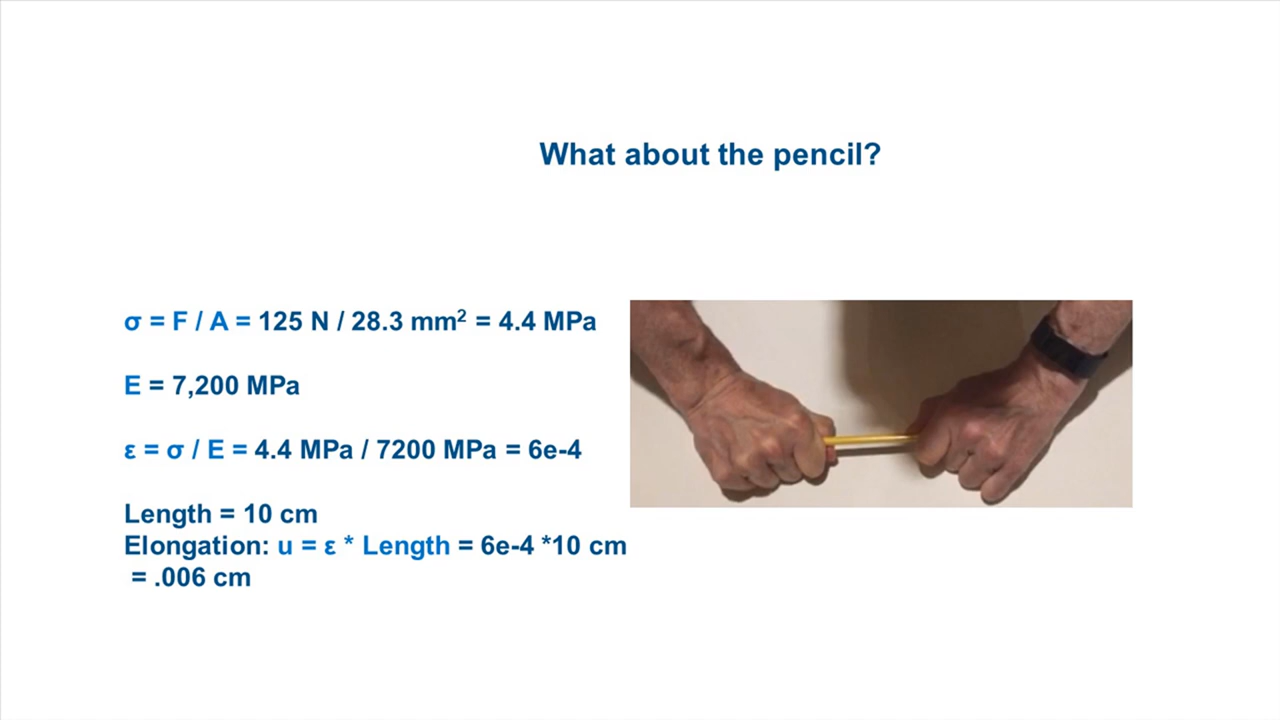 What about the pencil?
σ = F / A = 125 N / 28.3 mm² = 4.4 MPa
E = 7,200 MPa
ε = σ / E = 4.4 MPa / 7200 MPa = 6e-4
Length = 10 cm
Elongation: u = ε * Length = 6e-4 *10 cm
= .006 cm